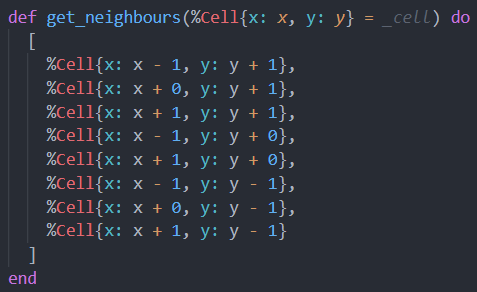 def get_neighbours(%Cell{x: x, y: y} = _cell) do
  [
    %Cell{x: x - 1, y: y + 1},
    %Cell{x: x + 0, y: y + 1},
    %Cell{x: x + 1, y: y + 1},
    %Cell{x: x - 1, y: y + 0},
    %Cell{x: x + 1, y: y + 0},
    %Cell{x: x - 1, y: y - 1},
    %Cell{x: x + 0, y: y - 1},
    %Cell{x: x + 1, y: y - 1}
  ]
end